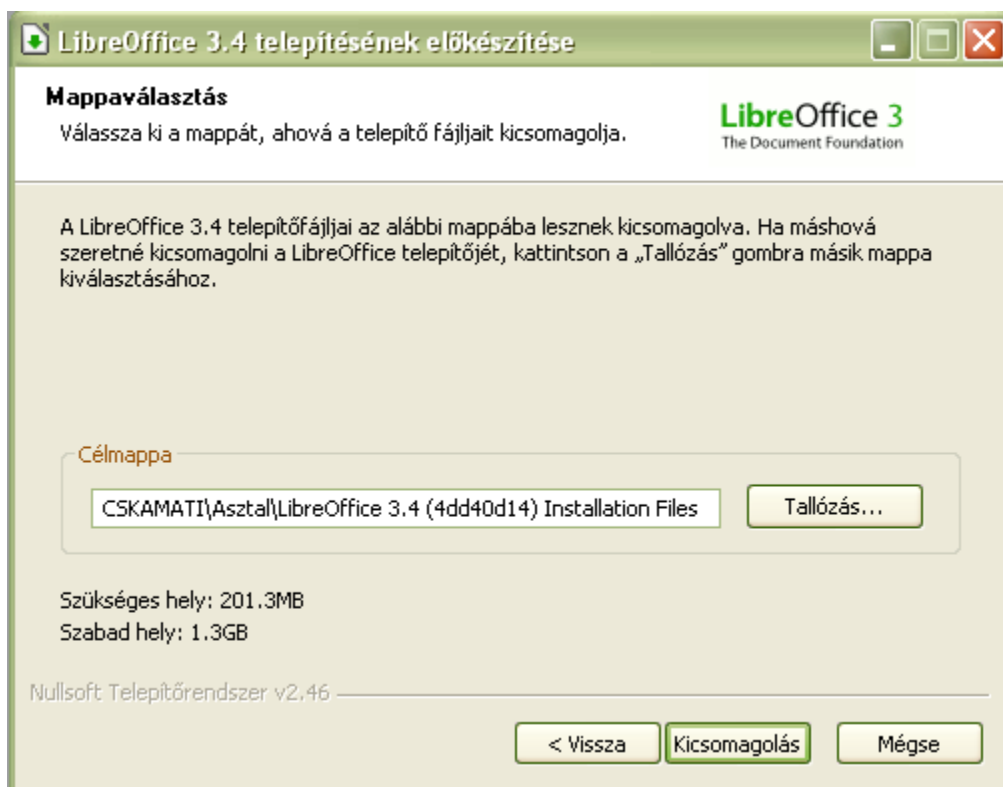 LibreOffice 3.4 telepítésének előkészítése
Mappaválasztás
Válassza ki a mappát, ahová a telepítő fájljait kicsomagolja.
LibreOffice 3
The Document Foundation
A LibreOffice 3.4 telepítőfájljai az alábbi mappába lesznek kicsomagolva. Ha máshová
szeretné kicsomagolni a LibreOffice telepítőjét, kattintson a „Tallózás” gombra másik mappa
kiválasztásához.
Célmappa
CSKAMATI\Asztal\LibreOffice 3.4 (4dd40d14) Installation Files
Tallózás...
Szükséges hely: 201.3MB
Szabad hely: 1.3GB
Nullsoft Telepítőrendszer v2.46
< Vissza Kicsomagolás Mégse